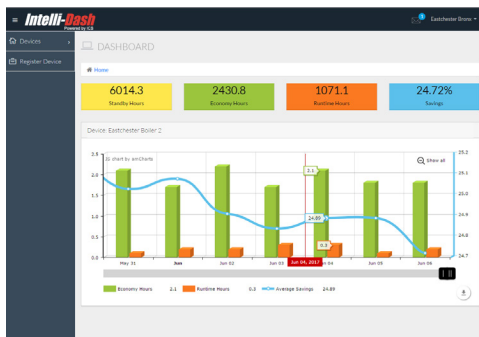 ≡ Intelli-Dash
Powered by ICB
1
Eastchester Bronx
Devices
Register Device
DASHBOARD
Home
6014.3
Standby Hours
2430.8
Economy Hours
1071.1
Runtime Hours
24.72%
Savings
Device: Eastchester Boiler 2
JS chart by amCharts
Show all
2.5
2.0
1.5
1.0
0.5
0.0
25.2
25.1
25.0
24.9
24.8
24.7
2.1
24.89
0.3
May 31
Jun
Jun 02
Jun 03
Jun 04, 2017
n 04
Jun 05
Jun 06
Economy Hours 2.1 Runtime Hours 0.3 Average Savings 24.89